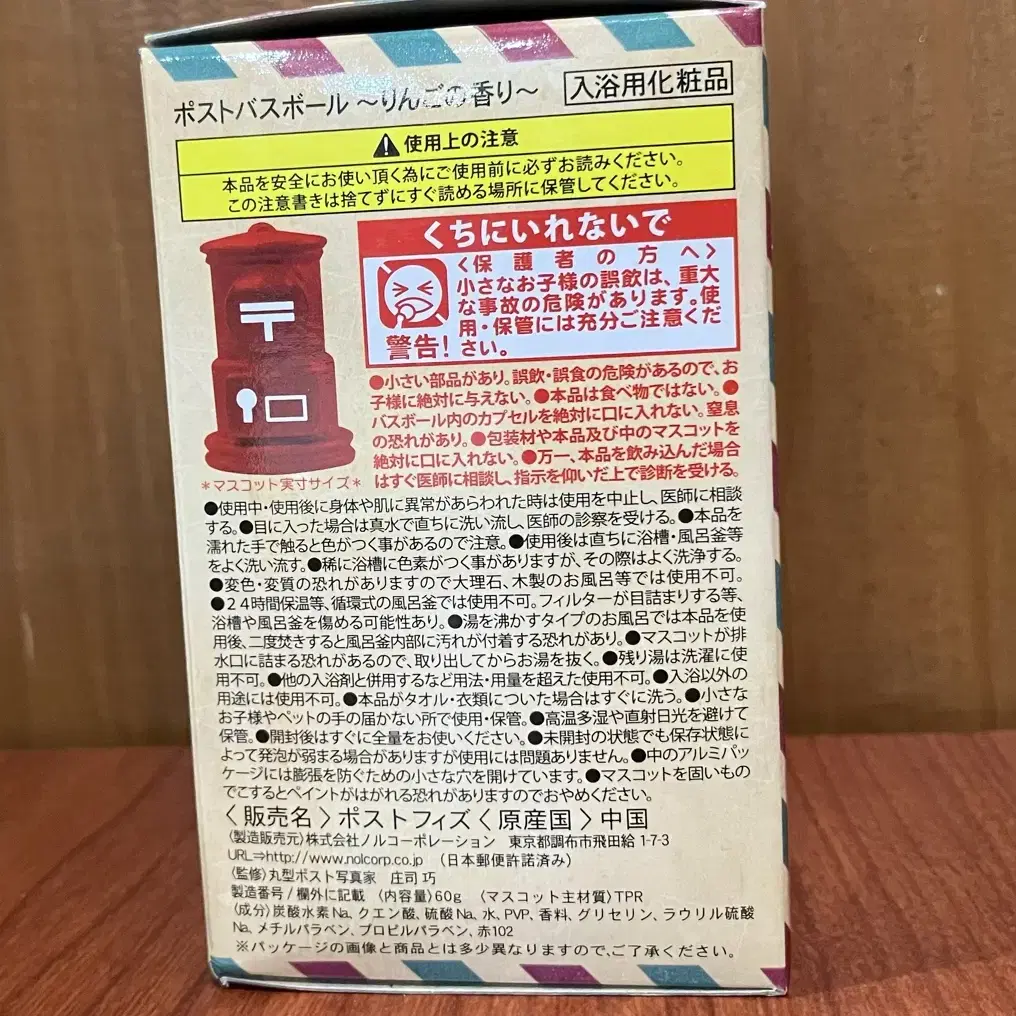 ポストバスボール ～りんごの香り～ 入浴用化粧品
使用上の注意
本品を安全にお使い頂く為にご使用前に必ずお読みください。
この注意書きは捨てずにすぐ読める場所に保管してください。
くちにいれないで
〈保護者の方へ〉
小さなお子様の誤飲は、重大
な事故の危険があります。使
用・保管には充分ご注意くだ
さい。
警告!
●小さい部品があり。誤飲・誤食の危険があるので、お
子様に絶対に与えない。●本品は食べ物ではない。●
バスボール内のカプセルを絶対に口に入れない。窒息
の恐れがあり。●包装材や本品及び中のマスコットを
絶対に口に入れない。●万一、本品を飲み込んだ場合
はすぐ医師に相談し、指示を仰いだ上で診断を受ける。
〒
＊マスコット実寸サイズ＊
●使用中・使用後に身体や肌に異常があらわれた時は使用を中止し、医師に相談
する。●目に入った場合は真水で直ちに洗い流し、医師の診察を受ける。●本品を
濡れた手で触ると色がつく事があるので注意。●使用後は直ちに浴槽・風呂釜等
をよく洗い流す。●稀に浴槽に色素がつく事がありますが、その際はよく洗浄する。
●変色・変質の恐れがありますので大理石、木製のお風呂等では使用不可。
●24時間保温等、循環式の風呂釜では使用不可。フィルターが目詰まりする等、
浴槽や風呂釜を傷める可能性あり。●湯を沸かすタイプのお風呂では本品を使
用後、二度焚きすると風呂釜内部に汚れが付着する恐れがあり。●マスコットが排
水口に詰まる恐れがあるので、取り出してからお湯を抜く。●残り湯は洗濯に使
用不可。●他の入浴剤と併用するなど用法・用量を超えた使用不可。●入浴以外の
用途には使用不可。●本品がタオル・衣類についた場合はすぐに洗う。●小さな
お子様やペットの手の届かない所で使用・保管。●高温多湿や直射日光を避けて
保管。●開封後はすぐに全量をお使いください。●未開封の状態でも保存状態に
よって発泡が弱まる場合がありますが使用には問題ありません。●中のアルミパッ
ケージには膨張を防ぐための小さな穴を開けています。●マスコットを固いもの
でこするとペイントがはがれる恐れがありますのでおやめください。
〈販売名〉ポストフィズ〈原産国〉中国
〈製造販売元〉株式会社ノルコーポレーション 東京都調布市飛田給1-7-3
URL⇒http://www.nolcorp.co.jp （日本郵便許諾済み）
〈監修〉丸型ポスト写真家 庄司 巧
製造番号/欄外に記載 〈内容量〉60g 〈マスコット主材質〉TPR
〈成分〉炭酸水素Na、クエン酸、硫酸Na、水、PVP、香料、グリセリン、ラウリル硫酸
Na、メチルパラベン、プロピルパラベン、赤102
※パッケージの画像と商品とは多少異なりますので、ご了承ください。